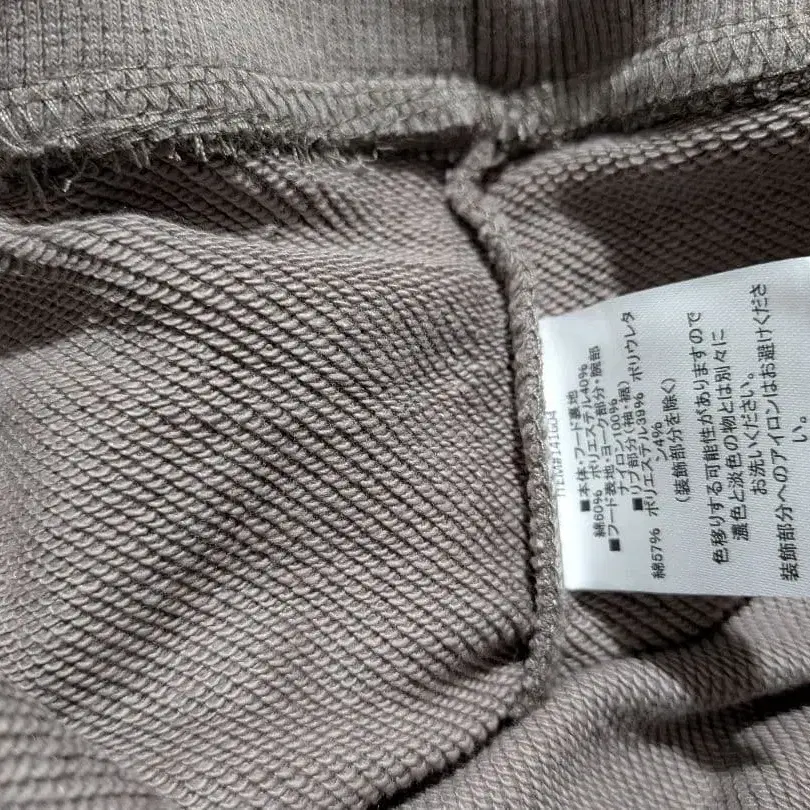 ITEM#141664
■本体・フード裏地
綿60% ポリエステル40%
■フード表地・ヨーク部分・腕部
ナイロン100%
■リブ部分(袖・裾)
綿57% ポリエステル39% ポリウレタ
ン4%
(装飾部分を除く)
色移りする可能性がありますので
濃色と淡色の物とは別々に
お洗いください。
装飾部分へのアイロンはお避けくださ
い。